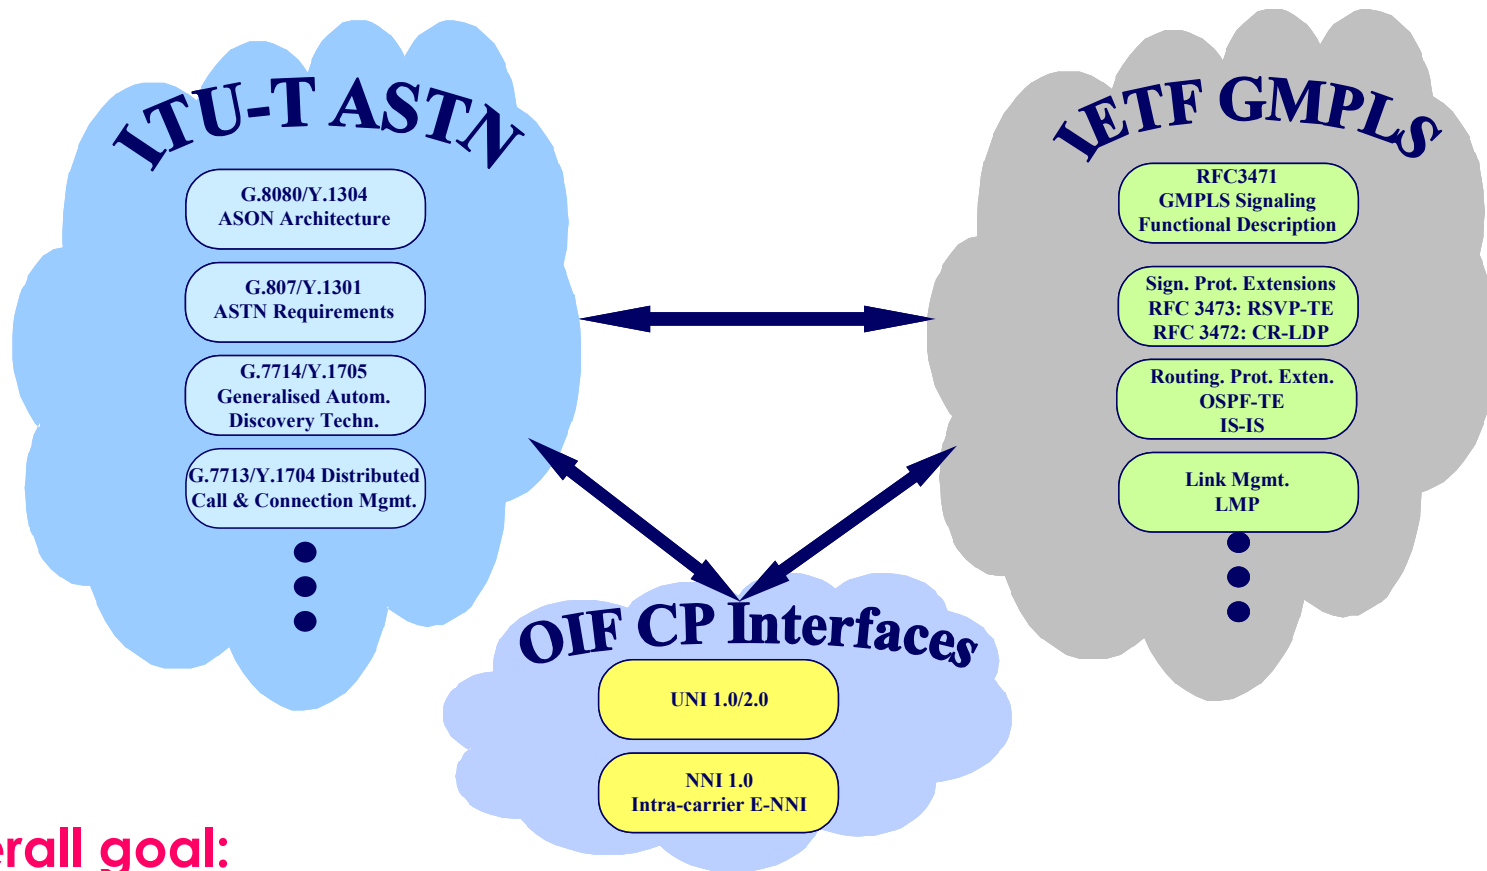 ITU-T ASTN
G.8080/Y.1304
ASON Architecture
G.807/Y.1301
ASTN Requirements
G.7714/Y.1705
Generalised Autom.
Discovery Techn.
G.7713/Y.1704 Distributed
Call & Connection Mgmt.
IETF GMPLS
RFC3471
GMPLS Signaling
Functional Description
Sign. Prot. Extensions
RFC 3473: RSVP-TE
RFC 3472: CR-LDP
Routing. Prot. Exten.
OSPF-TE
IS-IS
Link Mgmt.
LMP
OIF CP Interfaces
UNI 1.0/2.0
NNI 1.0
Intra-carrier E-NNI
erall goal: